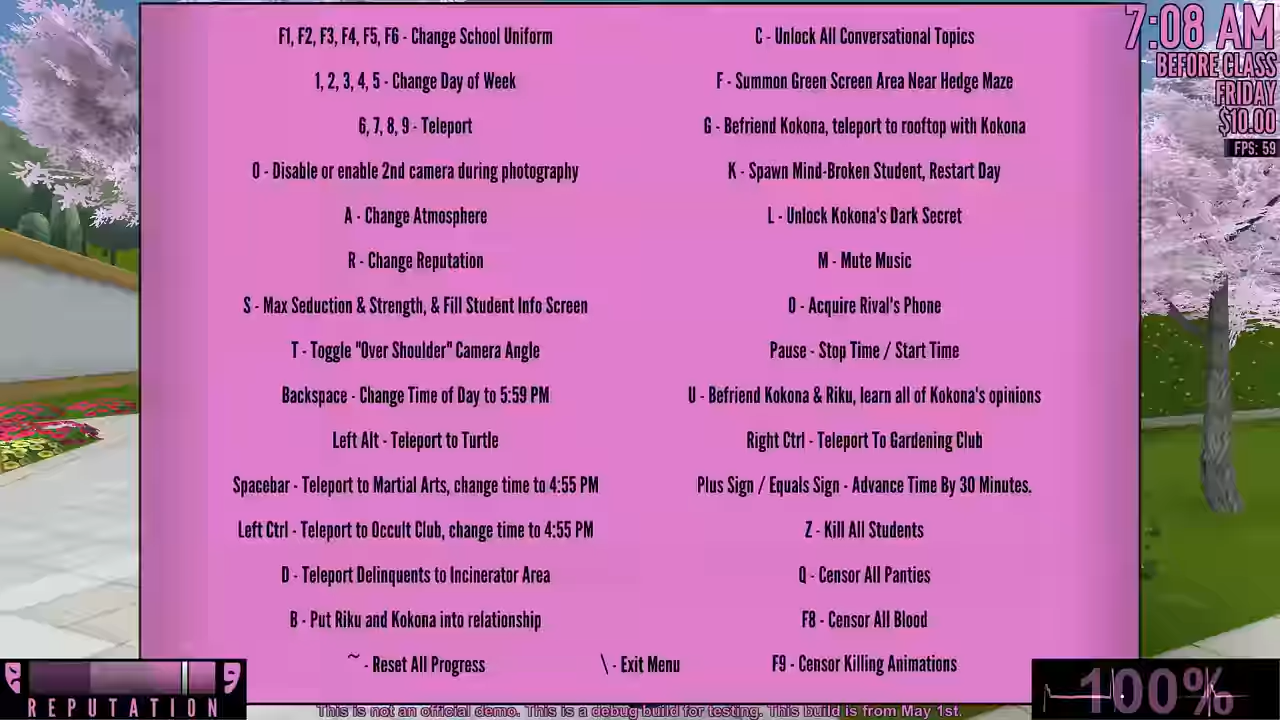 F1, F2, F3, F4, F5, F6 - Change School Uniform
1, 2, 3, 4, 5 - Change Day of Week
6, 7, 8, 9 - Teleport
0 - Disable or enable 2nd camera during photography
A - Change Atmosphere
R - Change Reputation
S - Max Seduction & Strength, & Fill Student Info Screen
T - Toggle "Over Shoulder" Camera Angle
Backspace - Change Time of Day to 5:59 PM
Left Alt - Teleport to Turtle
Spacebar - Teleport to Martial Arts, change time to 4:55 PM
Left Ctrl - Teleport to Occult Club, change time to 4:55 PM
D - Teleport Delinquents to Incinerator Area
B - Put Riku and Kokona into relationship
~ - Reset All Progress
\ - Exit Menu
C - Unlock All Conversational Topics
F - Summon Green Screen Area Near Hedge Maze
G - Befriend Kokona, teleport to rooftop with Kokona
K - Spawn Mind-Broken Student, Restart Day
L - Unlock Kokona's Dark Secret
M - Mute Music
O - Acquire Rival's Phone
Pause - Stop Time / Start Time
U - Befriend Kokona & Riku, learn all of Kokona's opinions
Right Ctrl - Teleport To Gardening Club
Plus Sign / Equals Sign - Advance Time By 30 Minutes.
Z - Kill All Students
Q - Censor All Panties
F8 - Censor All Blood
F9 - Censor Killing Animations
7:08 AM
BEFORE CLASS
FRIDAY
$10.00
FPS: 59
REPUTATION
100%
This is not an official demo. This is a debug build for testing. This build is from May 1st.